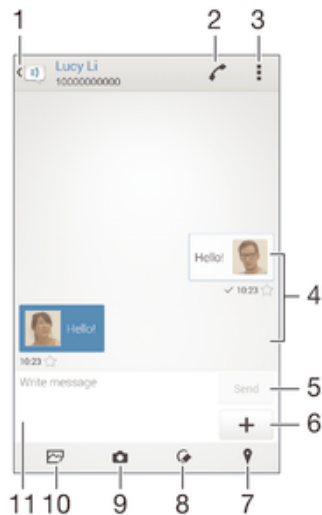 1 2 3
Lucy Li
10000000000
Hello!
10:23
4
Hello!
10:23
Write message
Send
5
6
11 10 9 8 7